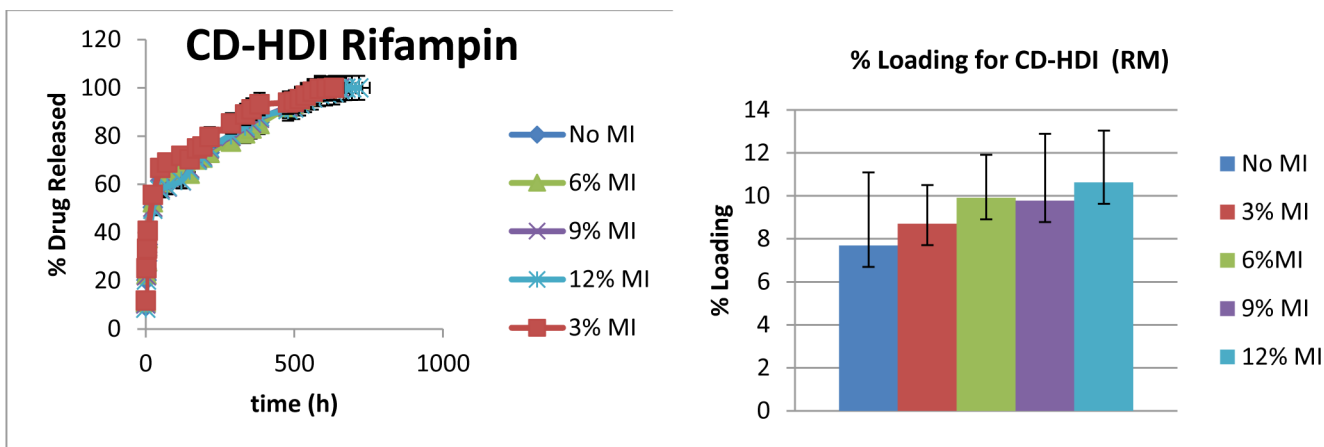 CD-HDI Rifampin
120
100
80
60
40
20
0
% Drug Released
0 500 1000
time (h)
No MI
6% MI
9% MI
12% MI
3% MI
% Loading for CD-HDI (RM)
14
12
10
8
6
4
2
0
% Loading
No MI
3% MI
6%MI
9% MI
12% MI